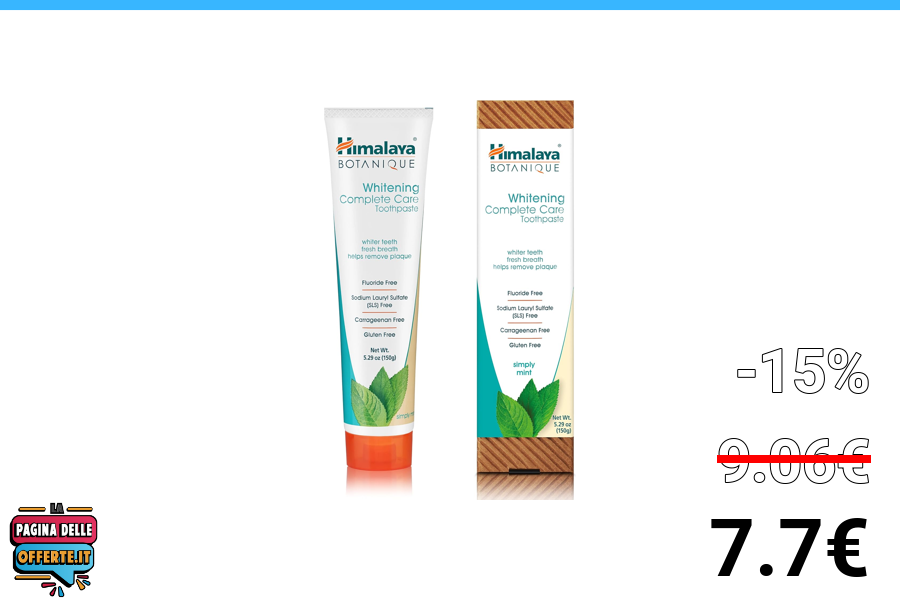 Himalaya
BOTANIQUE
Whitening
Complete Care
Toothpaste
whiter teeth
fresh breath
helps remove plaque
Fluoride Free
Sodium Lauryl Sulfate
(SLS) Free
Carrageenan Free
Gluten Free
Net Wt.
5.29 oz (150g)
Himalaya
BOTANIQUE
Whitening
Complete Care
Toothpaste
whiter teeth
fresh breath
helps remove plaque
Fluoride Free
Sodium Lauryl Sulfate
(SLS) Free
Carrageenan Free
Gluten Free
simply
mint
Net Wt.
5.29 oz
(150g)
-15%
9.06€
7.7€
LA
PAGINA DELLE
OFFERTE.IT